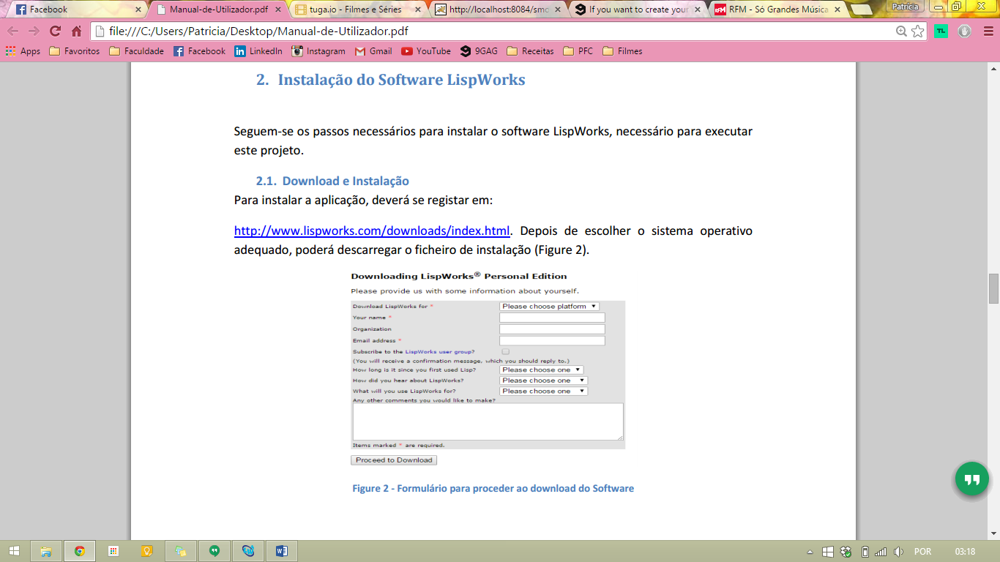 Facebook
Manual-de-Utilizador.pdf
tuga.io - Filmes e Séries
http://localhost:8084/smo
If you want to create your
RFM - Só Grandes Música
Patrícia
file:///C:/Users/Patricia/Desktop/Manual-de-Utilizador.pdf
TL
Apps
Favoritos
Faculdade
Facebook
LinkedIn
Instagram
Gmail
YouTube
9GAG
Receitas
PFC
Filmes
2. Instalação do Software LispWorks
Seguem-se os passos necessários para instalar o software LispWorks, necessário para executar
este projeto.
2.1. Download e Instalação
Para instalar a aplicação, deverá se registar em:
http://www.lispworks.com/downloads/index.html. Depois de escolher o sistema operativo
adequado, poderá descarregar o ficheiro de instalação (Figure 2).
Downloading LispWorks® Personal Edition
Please provide us with some information about yourself.
Download LispWorks for * Please choose platform
Your name *
Organization
Email address *
Subscribe to the LispWorks user group?
(You will receive a confirmation message, which you should reply to.)
How long is it since you first used Lisp? Please choose one
How did you hear about LispWorks? Please choose one
What will you use LispWorks for? Please choose one
Any other comments you would like to make?
Items marked * are required.
Proceed to Download
Figure 2 - Formulário para proceder ao download do Software
POR
03:18